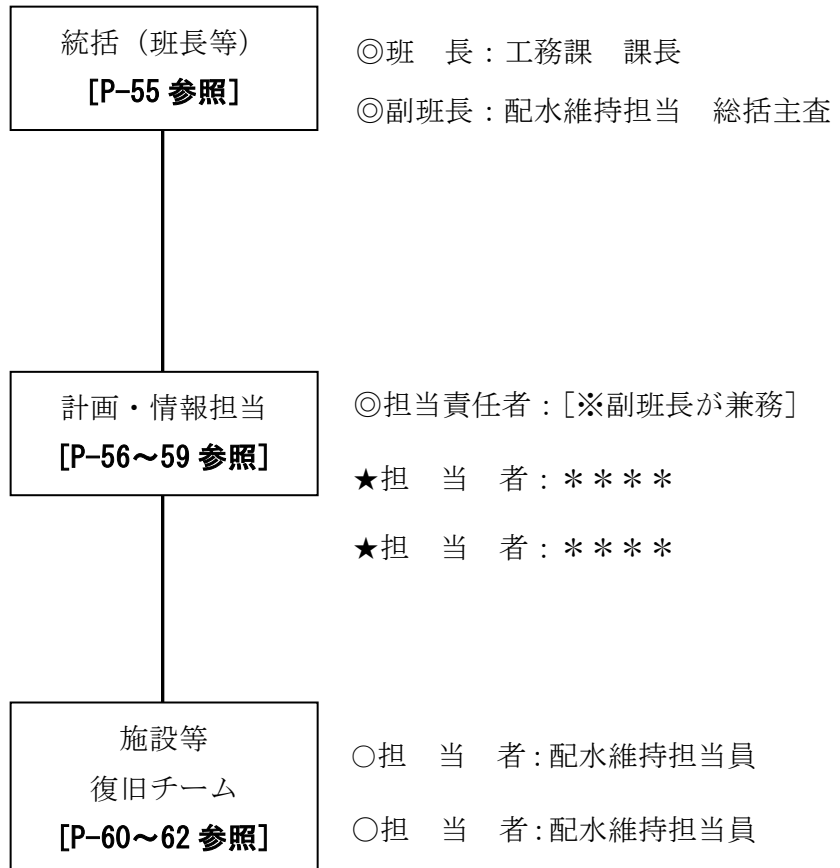 統括（班長等）
[P-55 参照]
◎班　長：工務課　課長
◎副班長：配水維持担当　総括主査
計画・情報担当
[P-56～59 参照]
◎担当責任者：[※副班長が兼務]
★担　当　者：＊＊＊＊
★担　当　者：＊＊＊＊
施設等
復旧チーム
[P-60～62 参照]
○担　当　者：配水維持担当員
○担　当　者：配水維持担当員